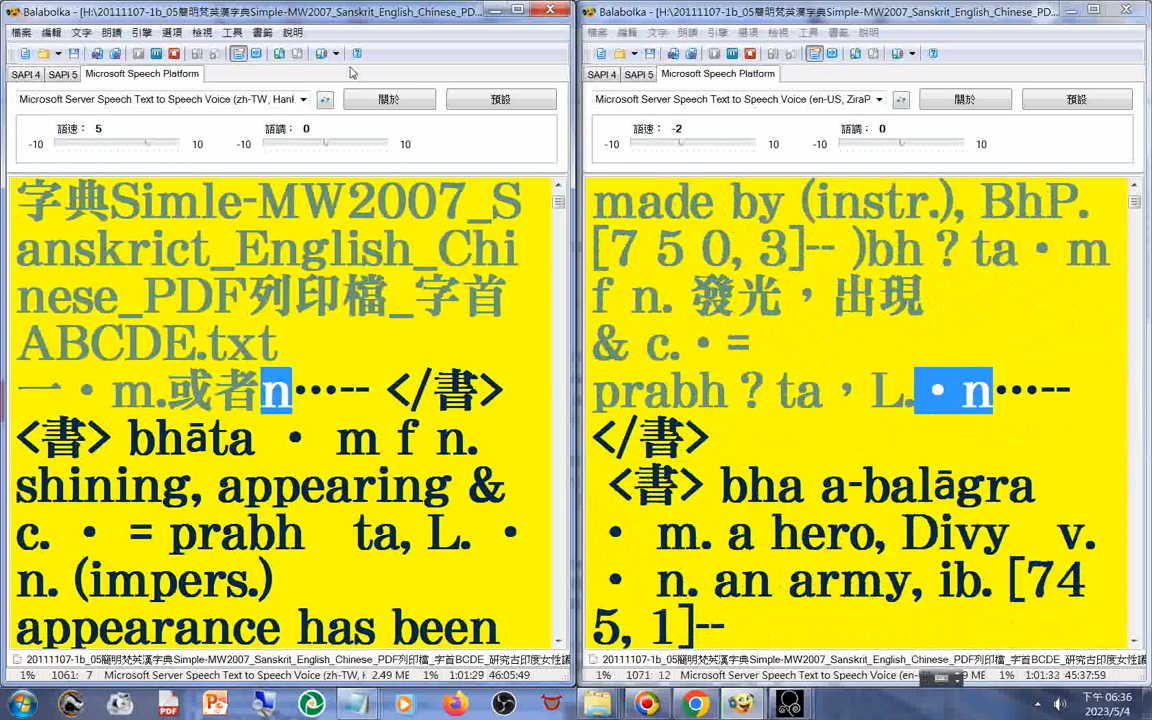 Balabolka - [H:\20111107-1b_05簡明梵英漢字典Simple-MW2007_Sanskrit_English_Chinese_PD...
檔案 編輯 文字 朗讀 引擎 選項 檢視 工具 書籤 說明
SAPI 4 SAPI 5 Microsoft Speech Platform
Microsoft Server Speech Text to Speech Voice (zh-TW, Hanl 關於 預設
語速： 5 語調： 0
-10 10 -10 10
字典Simle-MW2007_S
anskrict_English_Chi
nese_PDF列印檔_字首
ABCDE.txt
一・m.或者n…-- </書>
<書> bhāta ・ m f n.
shining, appearing &
c. ・ = prabh ta, L. ・
n. (impers.)
appearance has been
20111107-1b_05簡明梵英漢字典Simple-MW2007_Sanskrit_English_Chinese_PDF列印檔_字首BCDE_研究古印度女性議
1% 1061: 7 Microsoft Server Speech Text to Speech Voice (zh-TW, H 2.49 MB 1% 1:01:29 46:05:49
Balabolka - [H:\20111107-1b_05簡明梵英漢字典Simple-MW2007_Sanskrit_English_Chinese_PD...
檔案 編輯 文字 朗讀 引擎 選項 檢視 工具 書籤 說明
SAPI 4 SAPI 5 Microsoft Speech Platform
Microsoft Server Speech Text to Speech Voice (en-US, ZiraP 關於 預設
語速： -2 語調： 0
-10 10 -10 10
made by (instr.), BhP.
[7 5 0, 3]-- )bh？ta・m
f n. 發光，出現
& c.・=
prabh？ta，L.・n…--
</書>
<書> bha a-balāgra
・ m. a hero, Divy v.
・ n. an army, ib. [74
5, 1]--
20111107-1b_05簡明梵英漢字典Simple-MW2007_Sanskrit_English_Chinese_PDF列印檔_字首BCDE_研究古印度女性議
1% 1071: 12 Microsoft Server Speech Text to Speech Voice (en-U 9 MB 1% 1:01:33 45:37:59
下午 06:36
2023/5/4